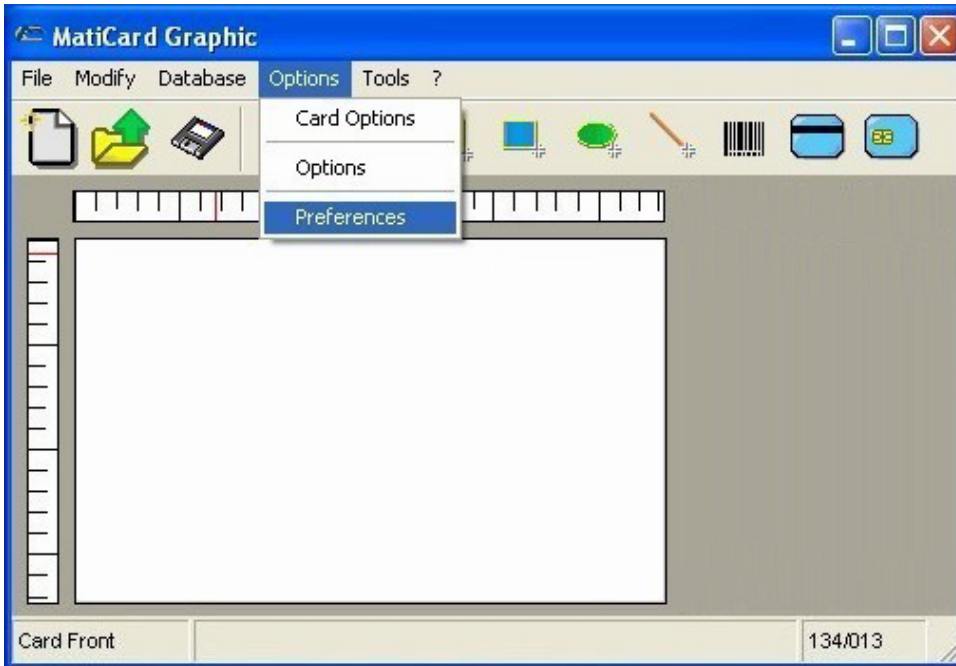 MatiCard Graphic
File Modify Database Options Tools ?
Card Options
Options
Preferences
Card Front 134/013